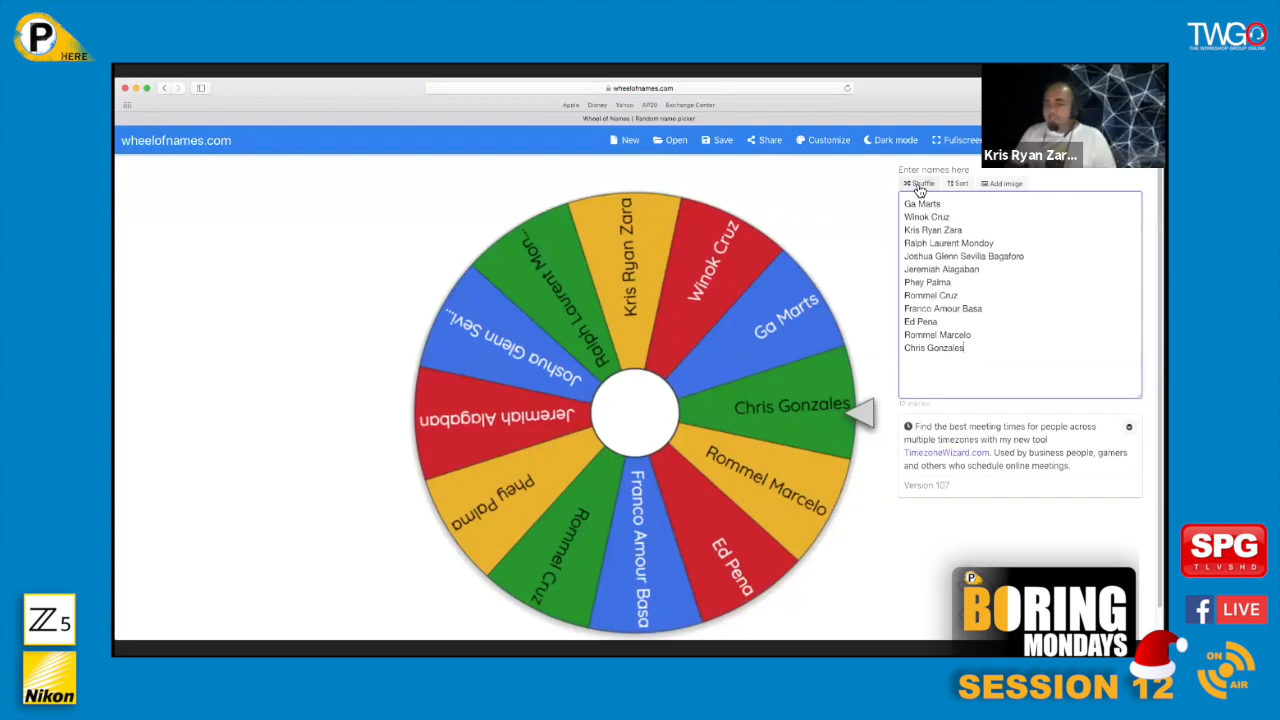 P
HERE
TWGO
THE WORKSHOP GROUP ONLINE
wheelofnames.com
Apple Disney Yahoo AP20 Exchange Center
Wheel of Names | Random name picker
wheelofnames.com
New Open Save Share Customize Dark mode Fullscreen
Kris Ryan Zar...
Enter names here
Shuffle Sort Add image
Ga Marts
Winok Cruz
Kris Ryan Zara
Ralph Laurent Mondoy
Joshua Glenn Sevilla Bagaforo
Jeremiah Alagaban
Phey Palma
Rommel Cruz
Franco Amour Basa
Ed Pena
Rommel Marcelo
Chris Gonzales
12 entries
Find the best meeting times for people across
multiple timezones with my new tool
TimezoneWizard.com. Used by business people, gamers
and others who schedule online meetings.
Version 107
Kris Ryan Zara
Winok Cruz
Ga Marts
Chris Gonzales
Rommel Marcelo
Ed Pena
Franco Amour Basa
Rommel Cruz
Phey Palma
Jeremiah Alagaban
Joshua Glenn Sevi...
Ralph Laurent Mon...
P
BORING
MONDAYS
SESSION 12
SPG
TLVSHD
f LIVE
ON
AIR
Z 5
Nikon